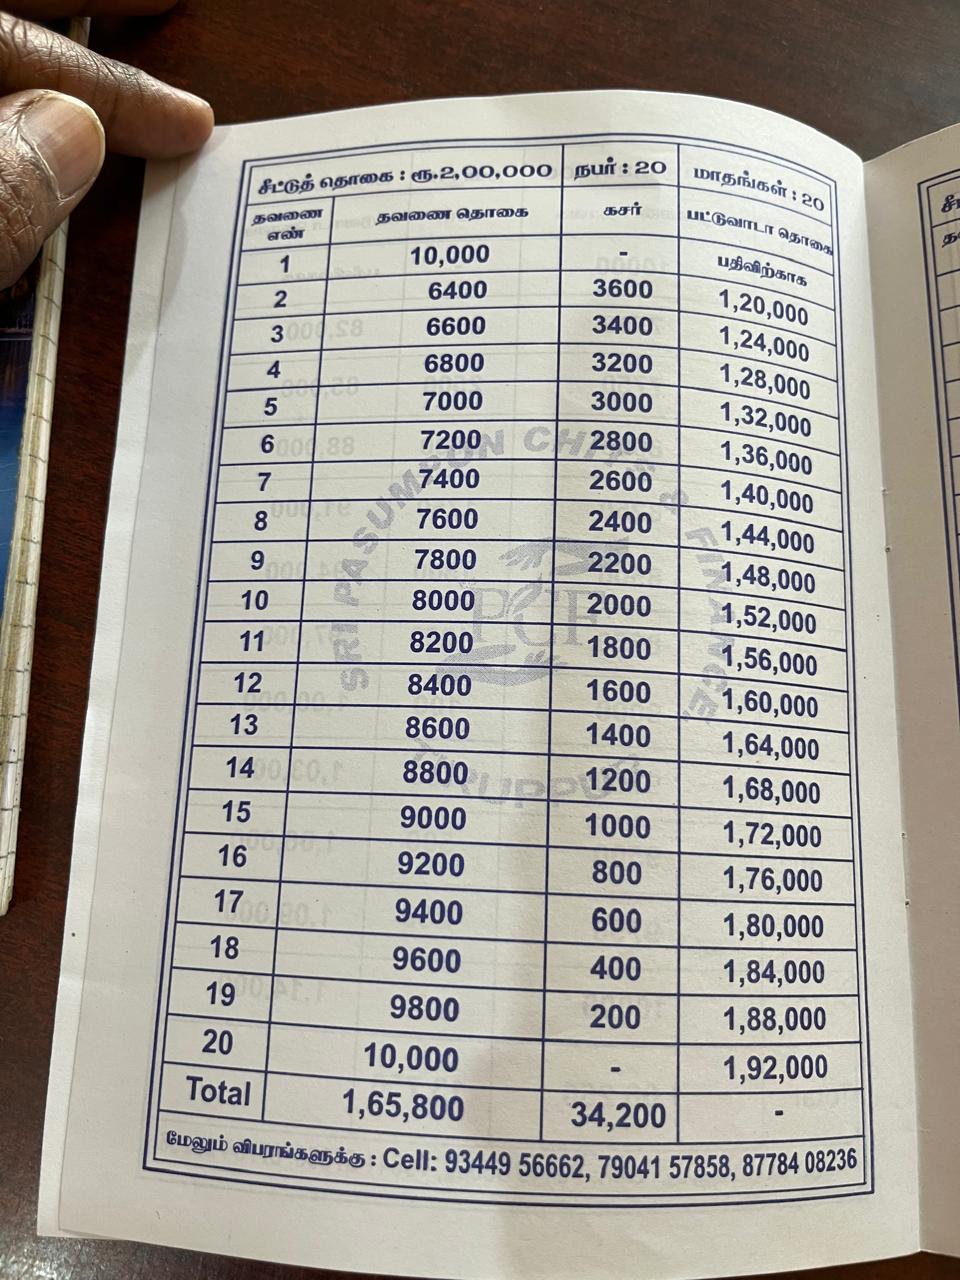 சீட்டுத் தொகை : ரூ.2,00,000 நபர் : 20 மாதங்கள் : 20
தவணை எண் தவணை தொகை கசர் பட்டுவாடா தொகை
1 10,000 - பதிவிற்காக
2 6400 3600 1,20,000
3 6600 3400 1,24,000
4 6800 3200 1,28,000
5 7000 3000 1,32,000
6 7200 2800 1,36,000
7 7400 2600 1,40,000
8 7600 2400 1,44,000
9 7800 2200 1,48,000
10 8000 2000 1,52,000
11 8200 1800 1,56,000
12 8400 1600 1,60,000
13 8600 1400 1,64,000
14 8800 1200 1,68,000
15 9000 1000 1,72,000
16 9200 800 1,76,000
17 9400 600 1,80,000
18 9600 400 1,84,000
19 9800 200 1,88,000
20 10,000 - 1,92,000
Total 1,65,800 34,200 -
மேலும் விபரங்களுக்கு : Cell: 93449 56662, 79041 57858, 87784 08236
SRI PASUMPON CHITS & FINANCE,
PCF
TIRUPPUR